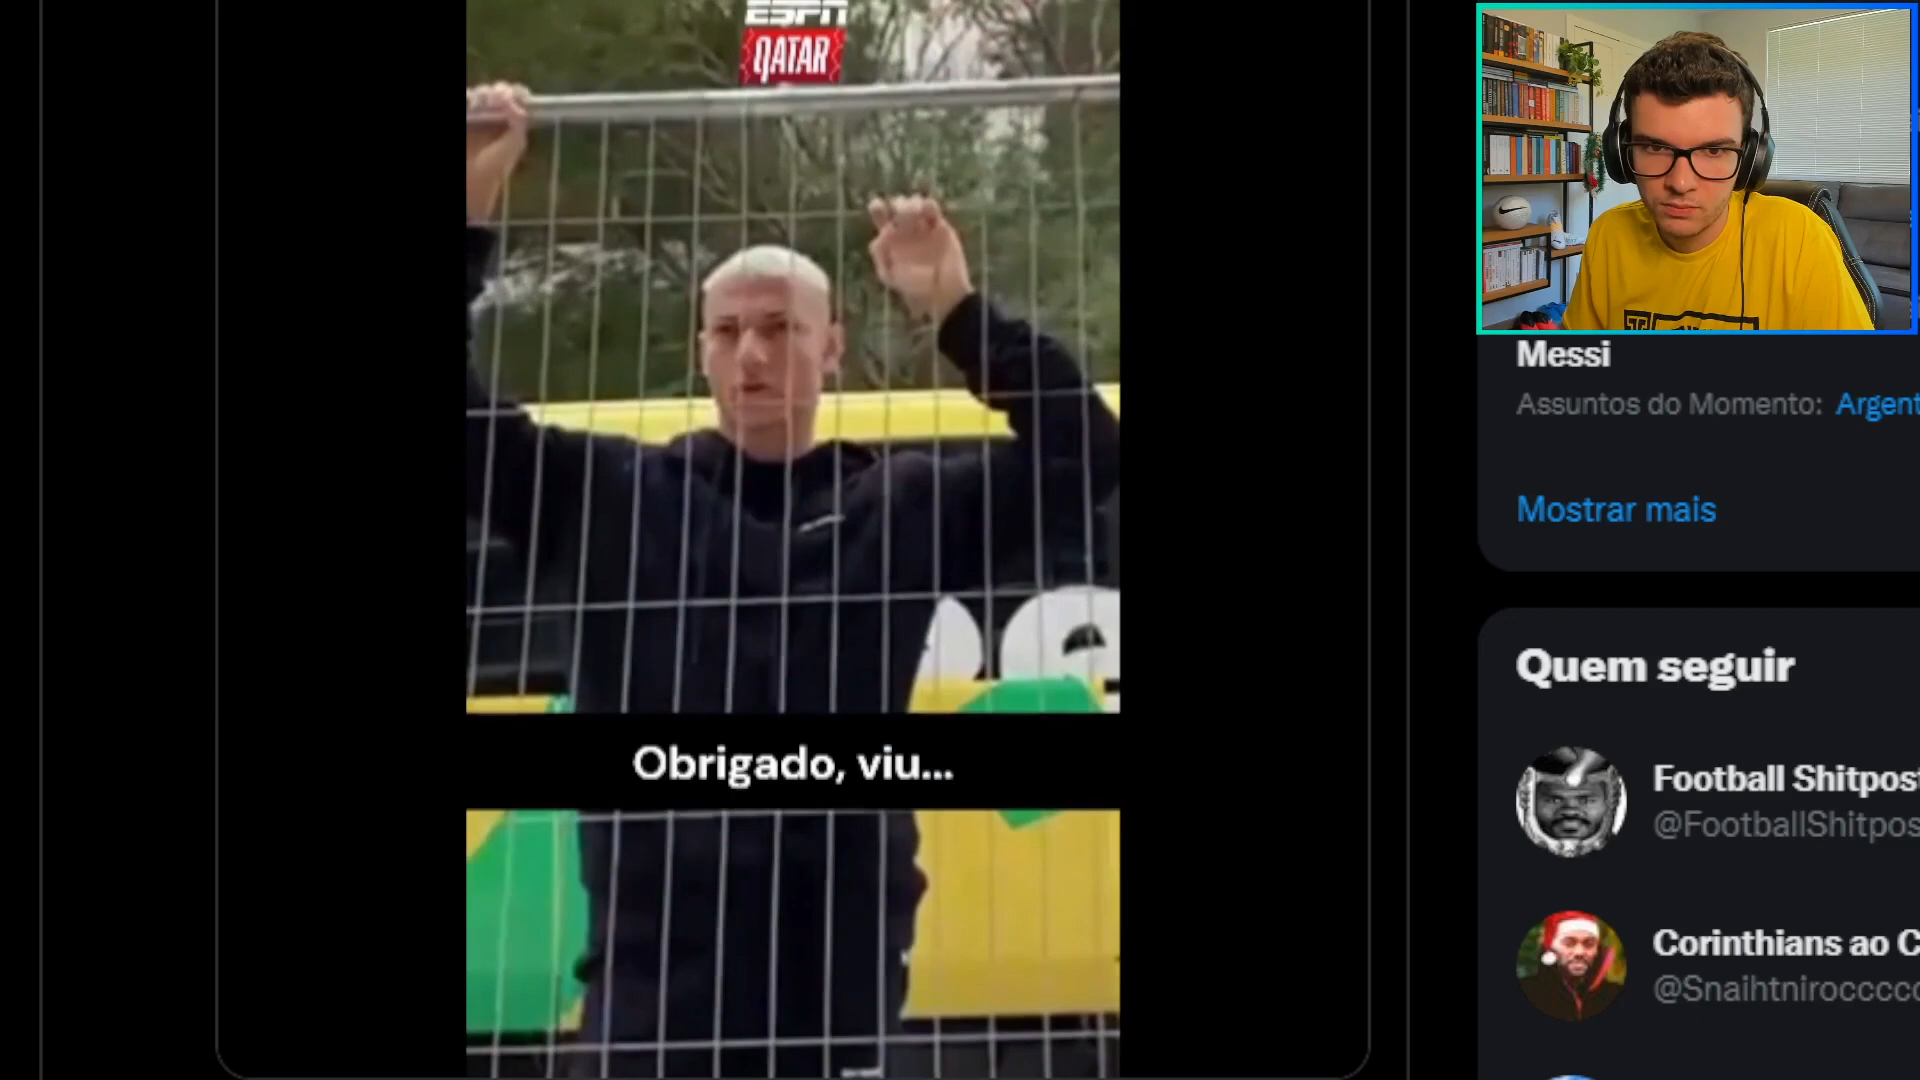 ESPN
QATAR
Obrigado, viu...
Messi
Assuntos do Momento: Argent
Mostrar mais
Quem seguir
Football Shitpost
@FootballShitpos
Corinthians ao C
@Snaihtniroccccc